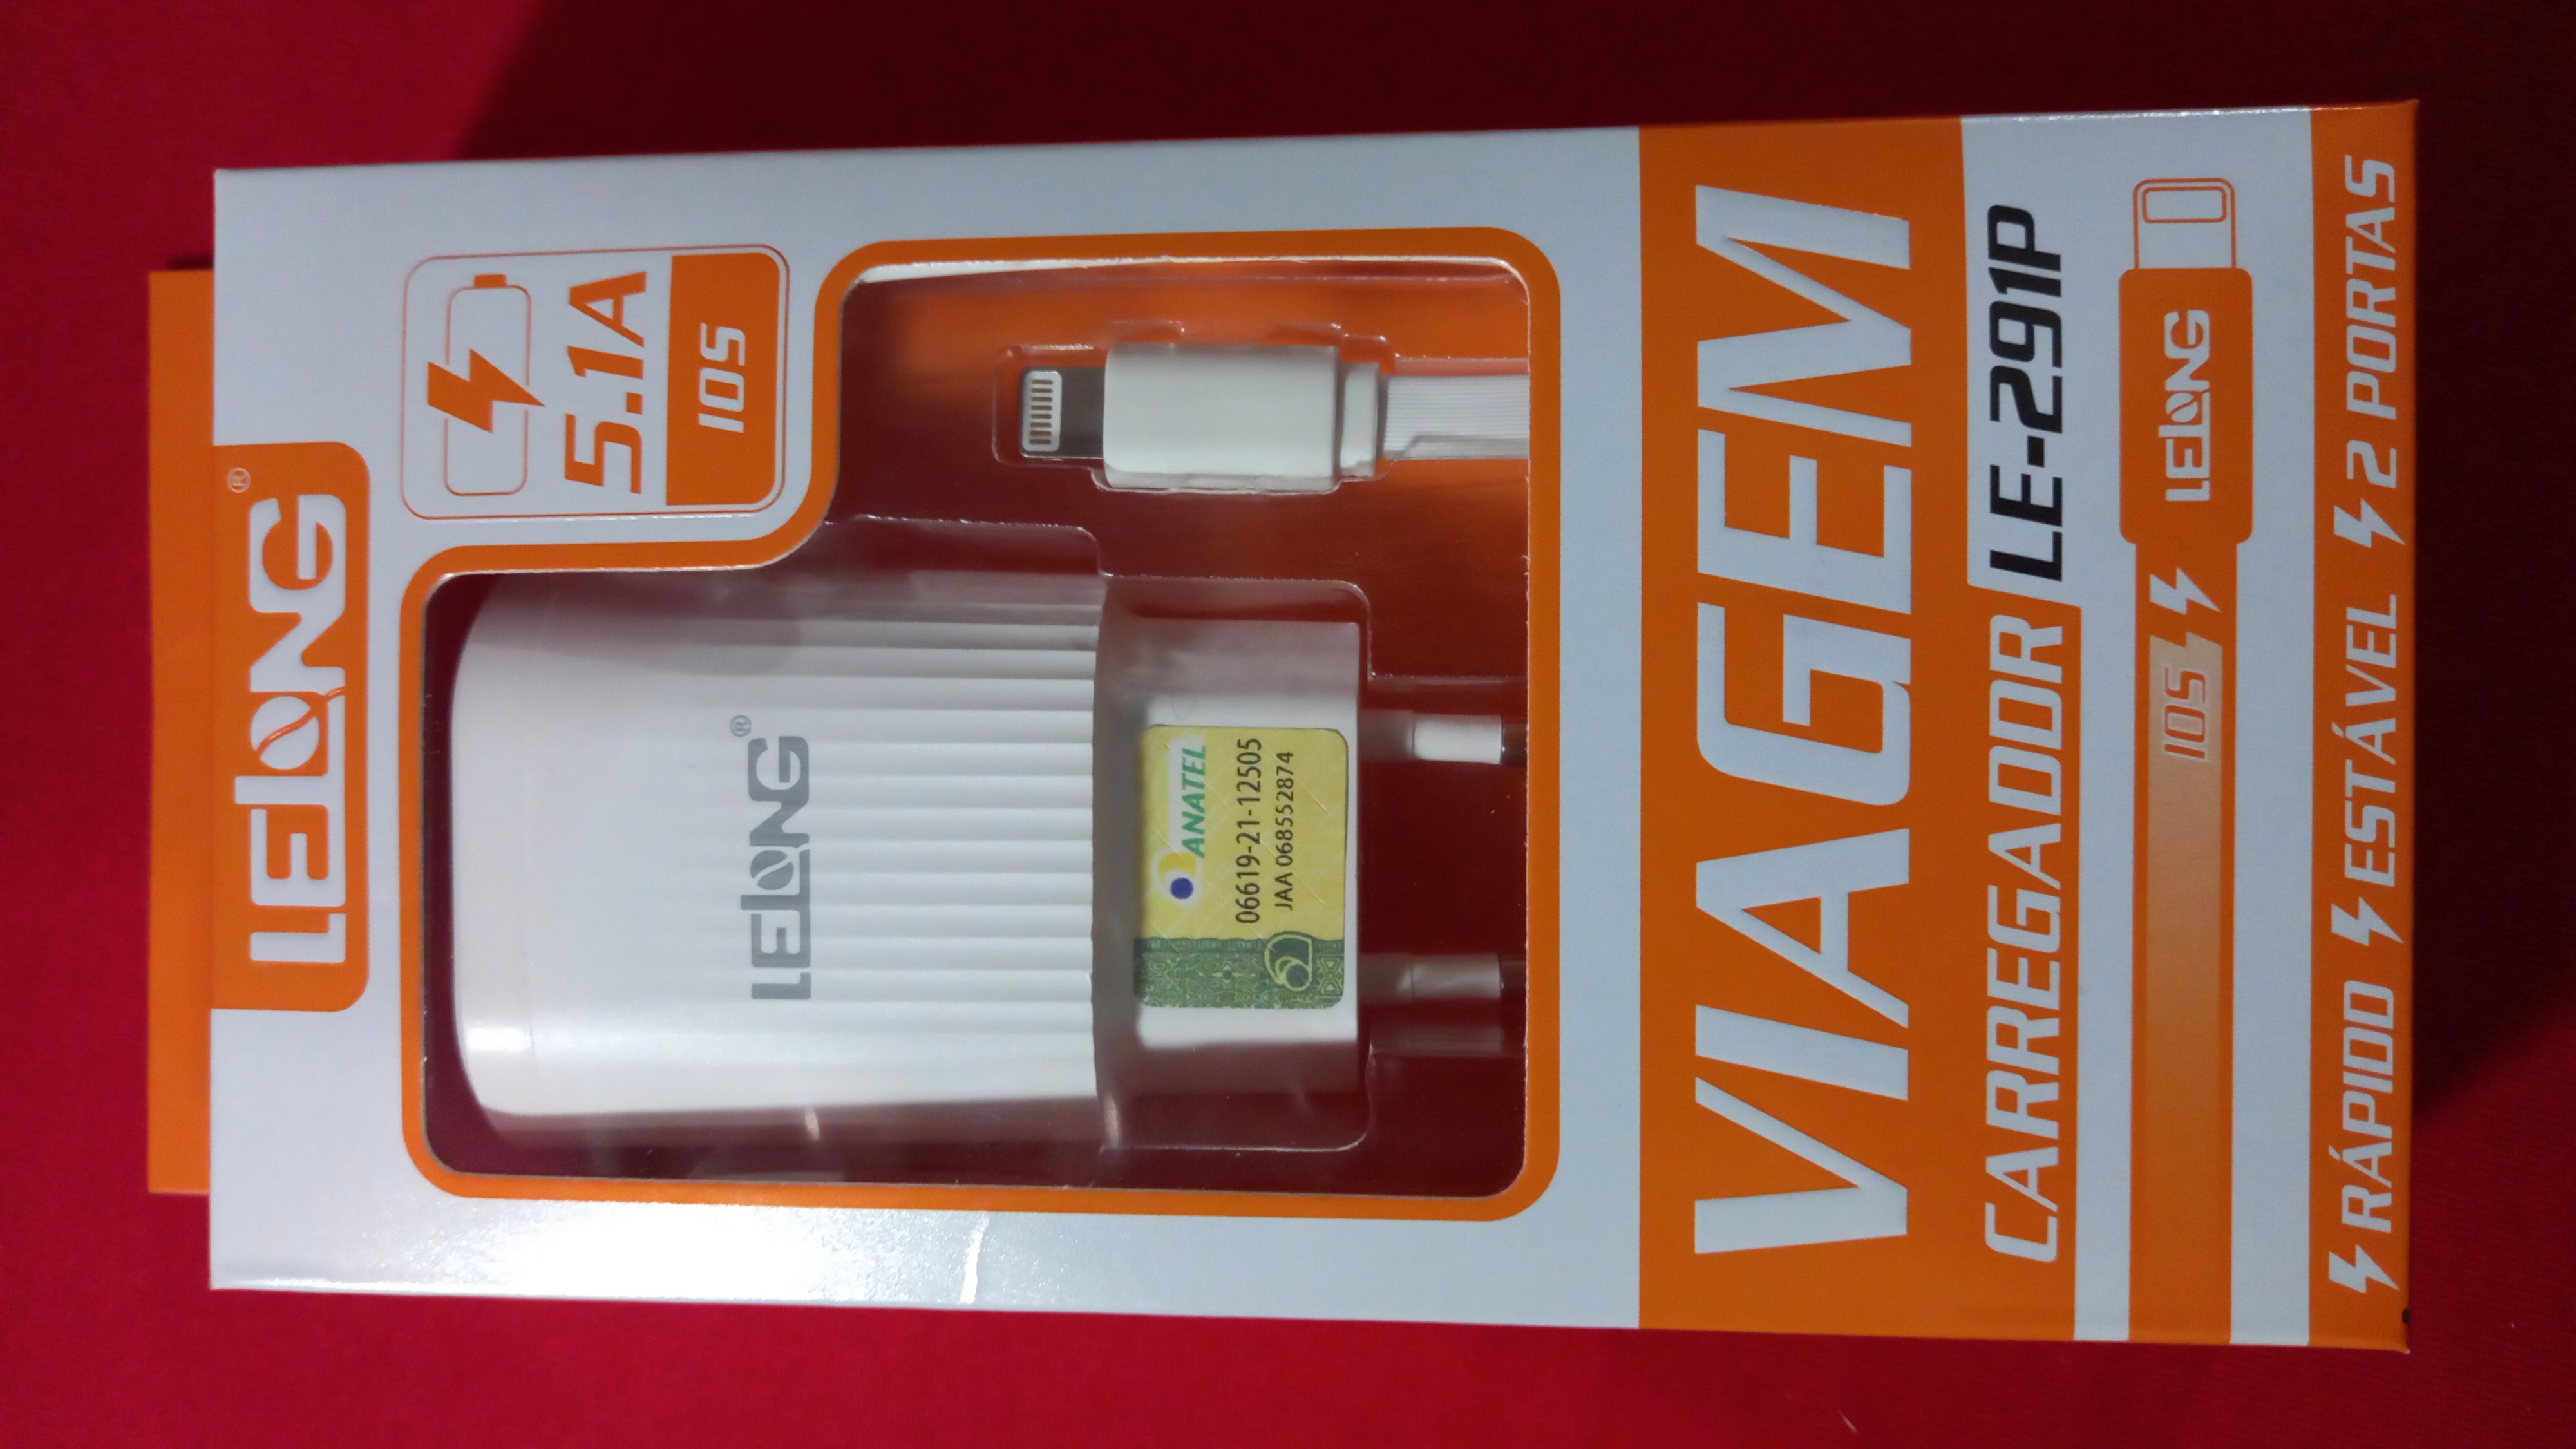 LELONG®
5.1A
IOS
LELONG®
ANATEL
06619-21-12505
JAA 068552874
VIAGEM
CARREGADOR LE-291P
IOS LELONG
RÁPIDO ESTÁVEL 2 PORTAS